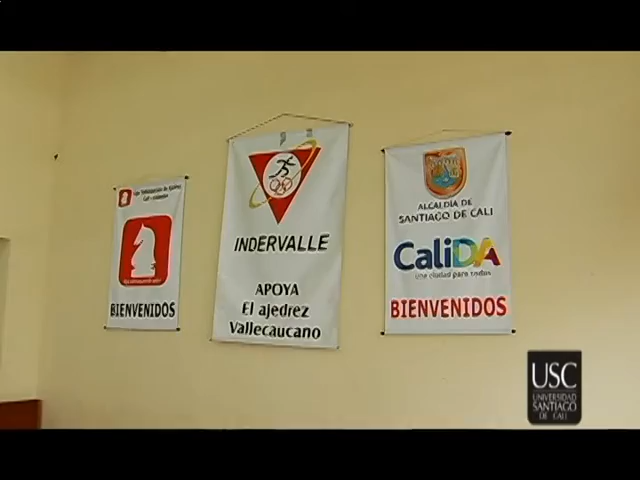 BIENVENIDOS
INDERVALLE
APOYA
El ajedrez
Vallecaucano
ALCALDÍA DE
SANTIAGO DE CALI
CaliDA
una ciudad para todos
BIENVENIDOS
USC
UNIVERSIDAD
SANTIAGO
DE CALI